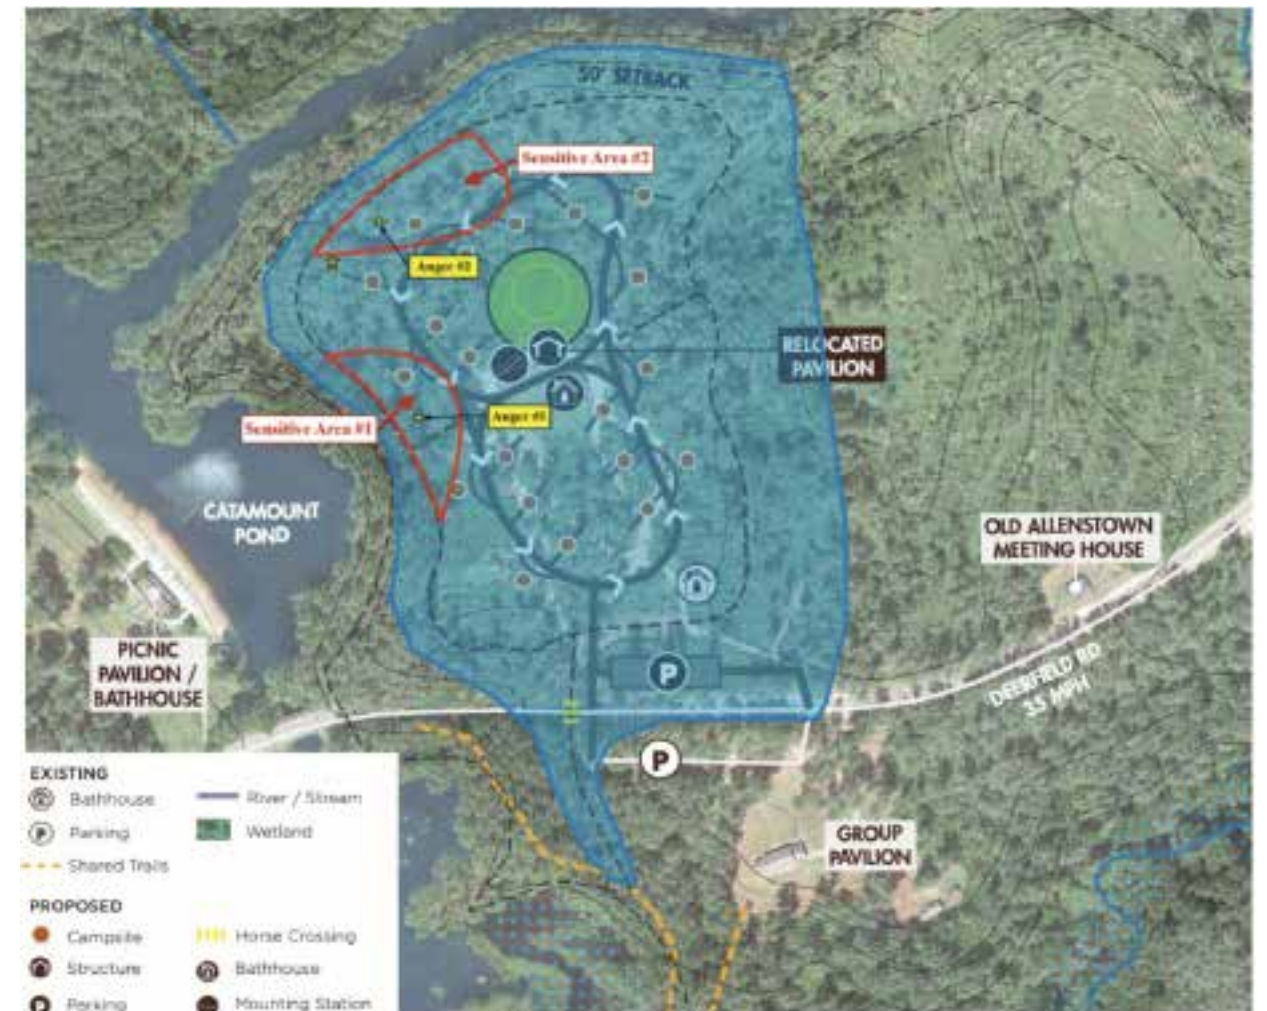 50' SETBACK
Sensitive Area #2
Auger #2
RELOCATED
PAVILION
Auger #1
Sensitive Area #1
CATAMOUNT
POND
OLD ALLENSTOWN
MEETING HOUSE
PICNIC
PAVILION /
BATHHOUSE
DEERFIELD RD
35 MPH
P
P
GROUP
PAVILION
EXISTING
Bathhouse
River / Stream
P
Parking
Wetland
Shared Trails
PROPOSED
Campsite
Horse Crossing
Structure
Bathhouse
P
Parking
Mounting Station